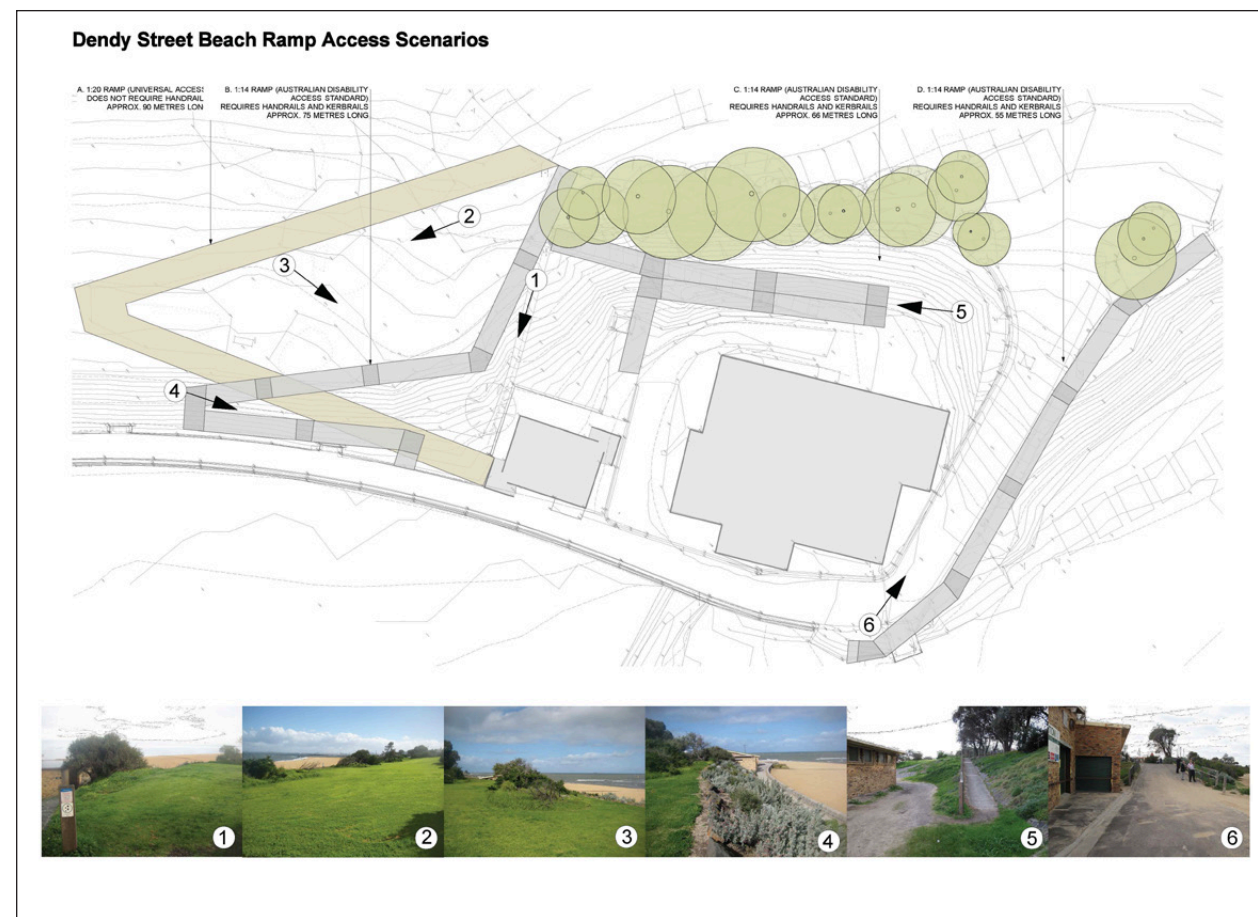 Dendy Street Beach Ramp Access Scenarios
A. 1:20 RAMP (UNIVERSAL ACCESS
DOES NOT REQUIRE HANDRAIL
APPROX. 90 METRES LON
B. 1:14 RAMP (AUSTRALIAN DISABILITY
ACCESS STANDARD)
REQUIRES HANDRAILS AND KERBRAILS
APPROX. 75 METRES LONG
C. 1:14 RAMP (AUSTRALIAN DISABILITY
ACCESS STANDARD)
REQUIRES HANDRAILS AND KERBRAILS
APPROX. 66 METRES LONG
D. 1:14 RAMP (AUSTRALIAN DISABILITY
ACCESS STANDARD)
REQUIRES HANDRAILS AND KERBRAILS
APPROX. 55 METRES LONG
2
3
1
5
4
6
1
2
3
4
5
6